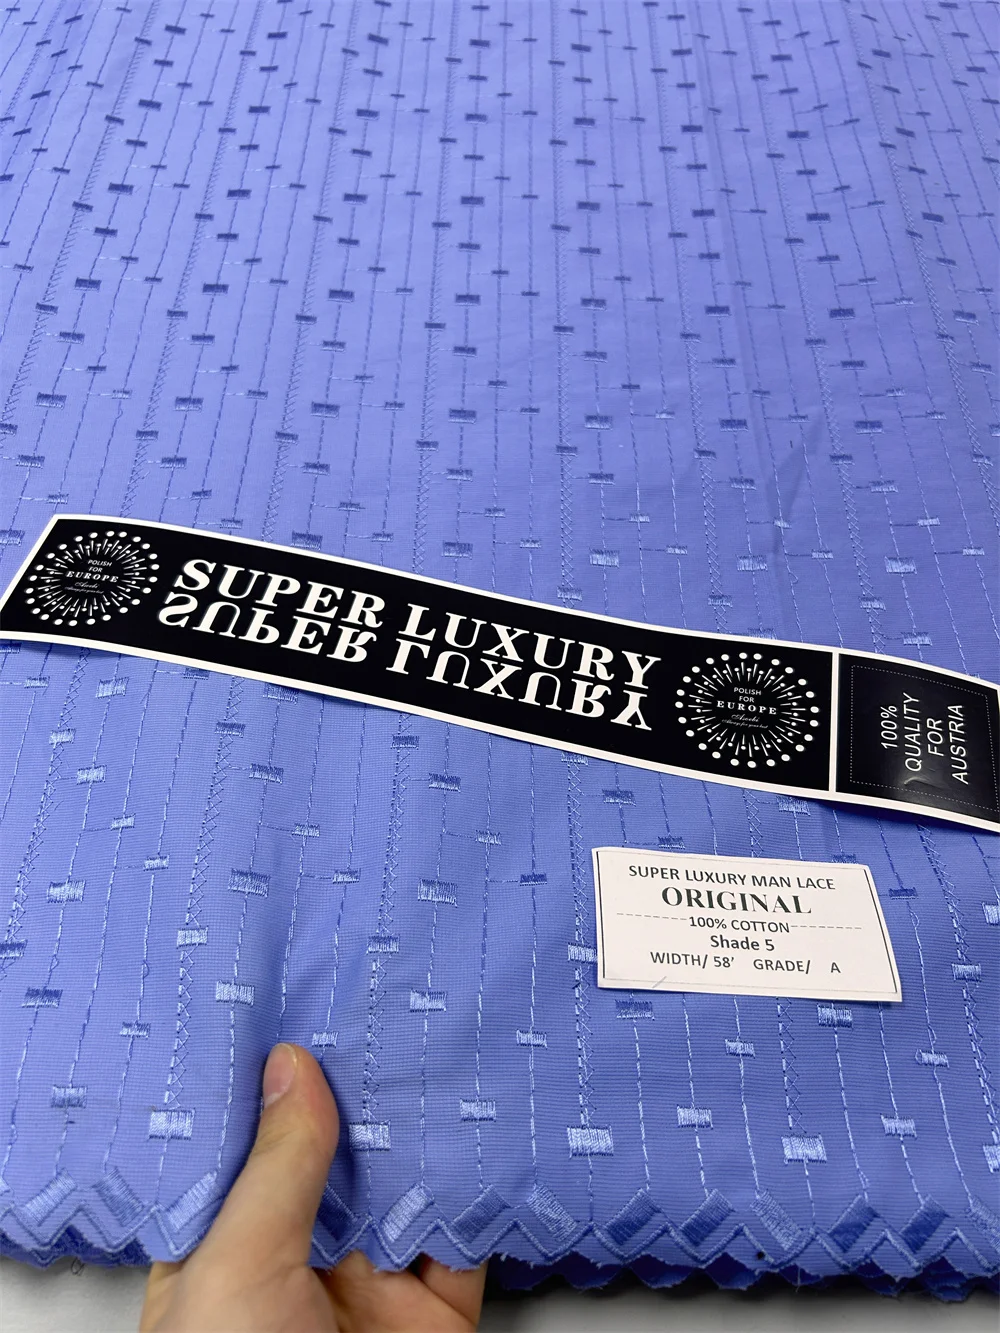 POLISH
FOR
EUROPE
SUPER LUXURY
SUPER LUXURY
POLISH
FOR
EUROPE
100%
QUALITY
FOR
AUSTRIA
SUPER LUXURY MAN LACE
ORIGINAL
100% COTTON
Shade 5
WIDTH/ 58' GRADE/ A